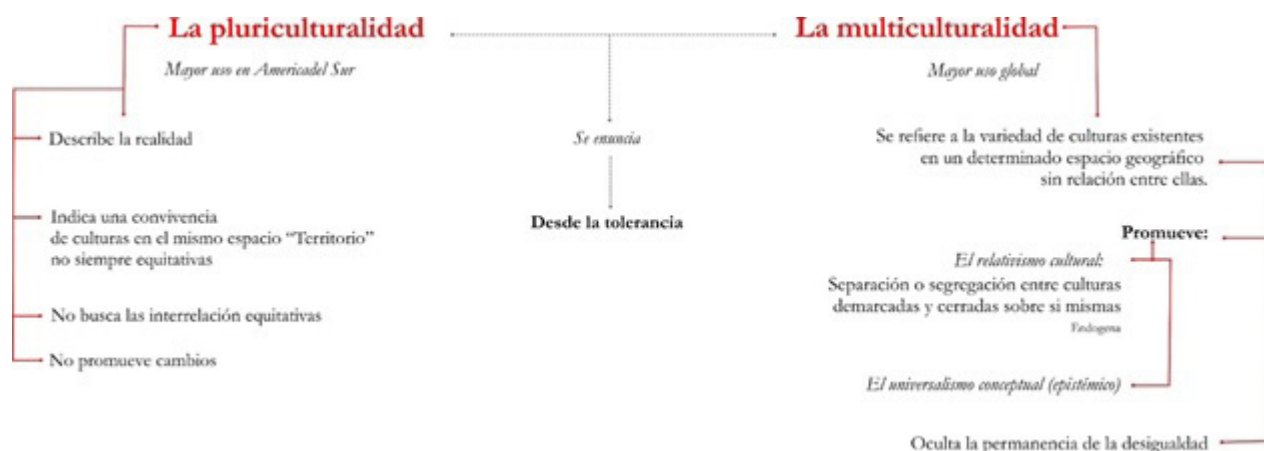 La pluriculturalidad
Mayor uso en Americadel Sur
Describe la realidad
Indica una convivencia
de culturas en el mismo espacio “Territorio”
no siempre equitativas
No busca las interrelación equitativas
No promueve cambios
Se enuncia
Desde la tolerancia
La multiculturalidad
Mayor uso global
Se refiere a la variedad de culturas existentes
en un determinado espacio geográfico
sin relación entre ellas.
Promueve:
El relativismo cultural:
Separación o segregación entre culturas
demarcadas y cerradas sobre si mismas
Endogena
El universalismo conceptual (epistémico)
Oculta la permanencia de la desigualdad